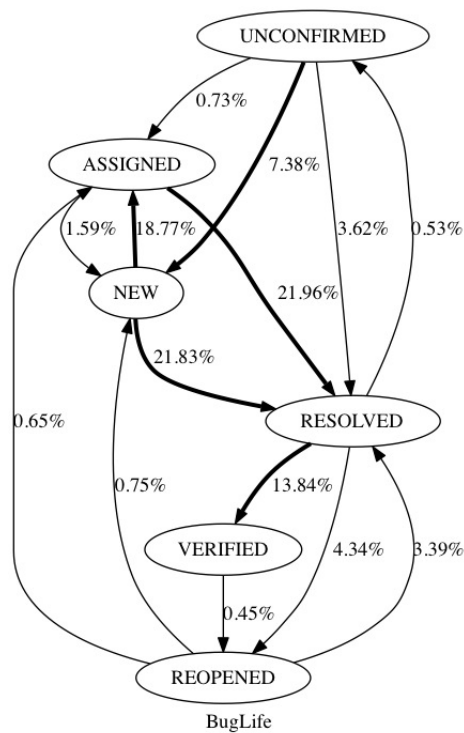 UNCONFIRMED
0.73%
ASSIGNED
7.38%
1.59%
18.77%
3.62%
0.53%
NEW
21.96%
21.83%
RESOLVED
0.65%
0.75%
13.84%
VERIFIED
4.34%
3.39%
0.45%
REOPENED
BugLife